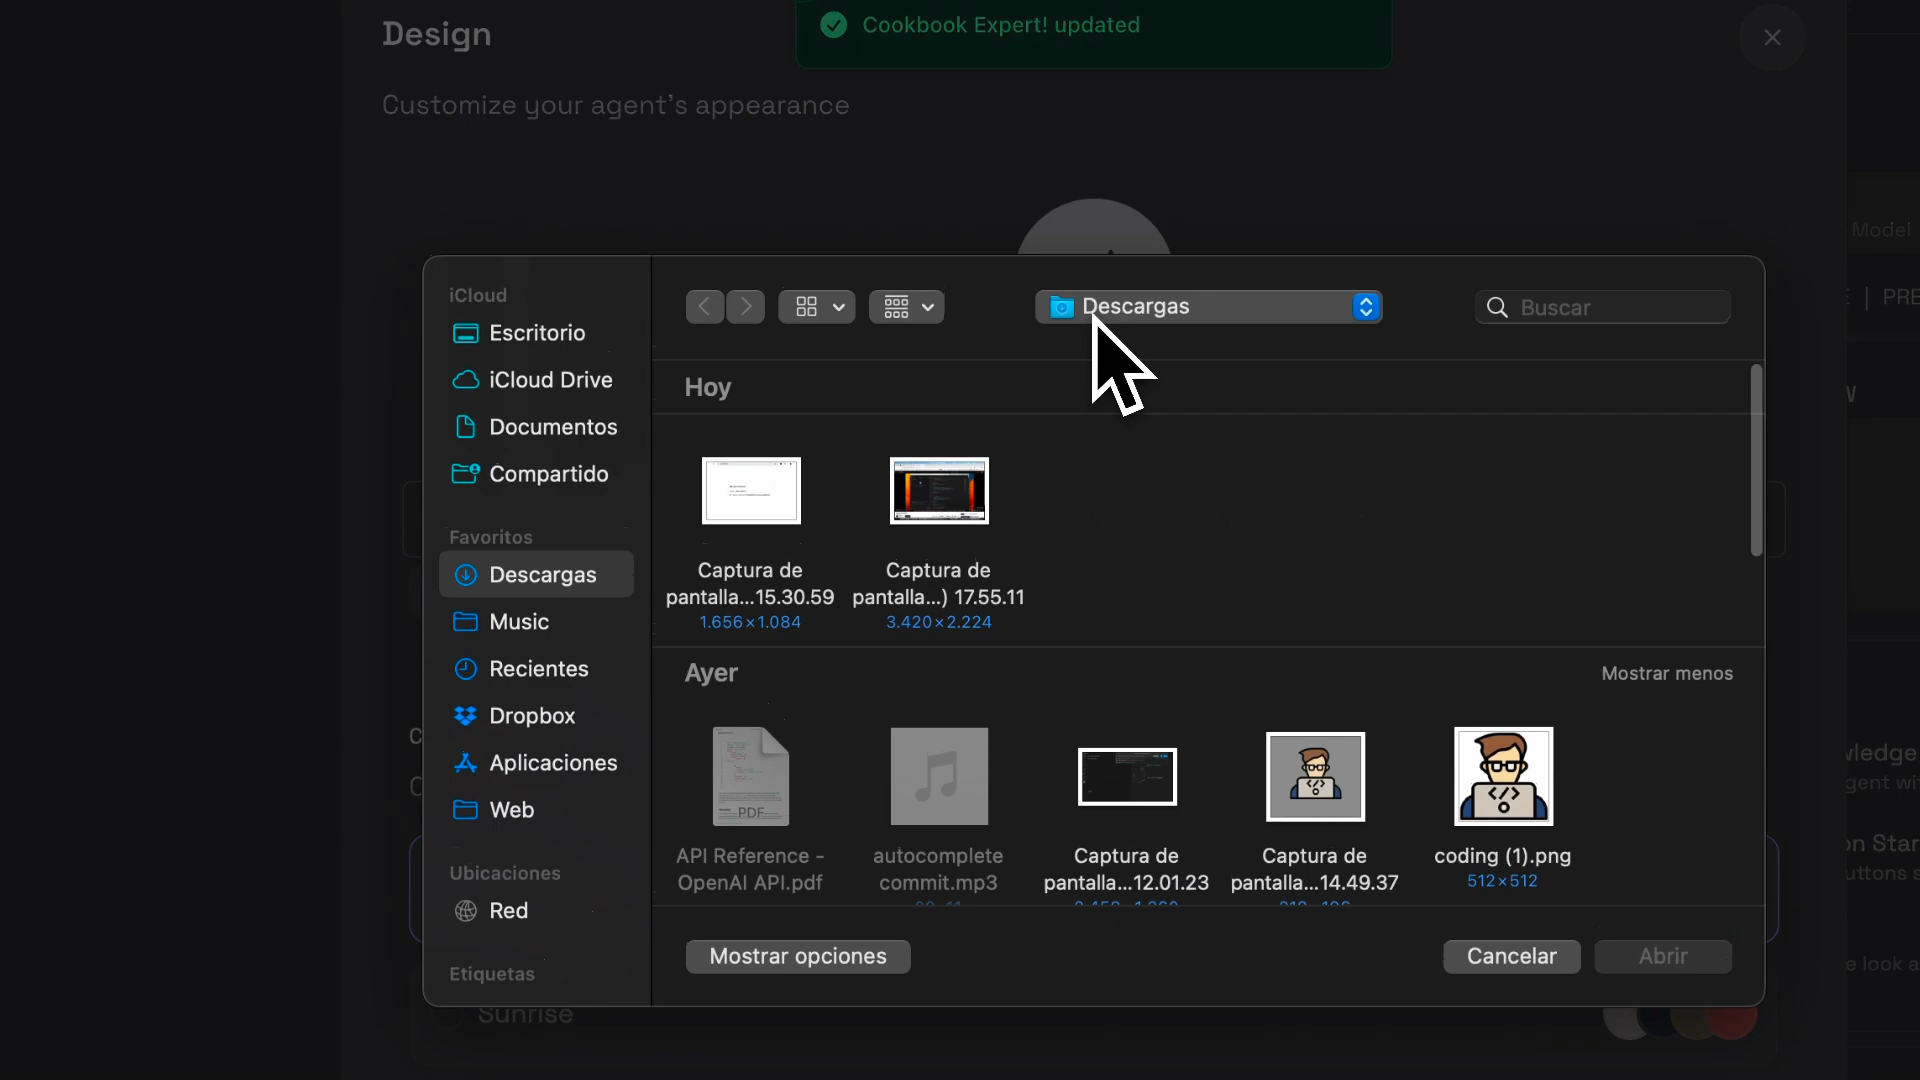 Design
Cookbook Expert! updated
Customize your agent's appearance
Model
PRE
iCloud
Escritorio
iCloud Drive
Documentos
Compartido
Favoritos
Descargas
Music
Recientes
Dropbox
Aplicaciones
Web
Ubicaciones
Red
Etiquetas
Descargas
Buscar
Hoy
Captura de
pantalla...15.30.59
1.656×1.084
Captura de
pantalla...) 17.55.11
3.420×2.224
Ayer
Mostrar menos
PDF
API Reference -
OpenAI API.pdf
autocomplete
commit.mp3
Captura de
pantalla...12.01.23
Captura de
pantalla...14.49.37
coding (1).png
512×512
Mostrar opciones
Cancelar
Abrir
Sunrise